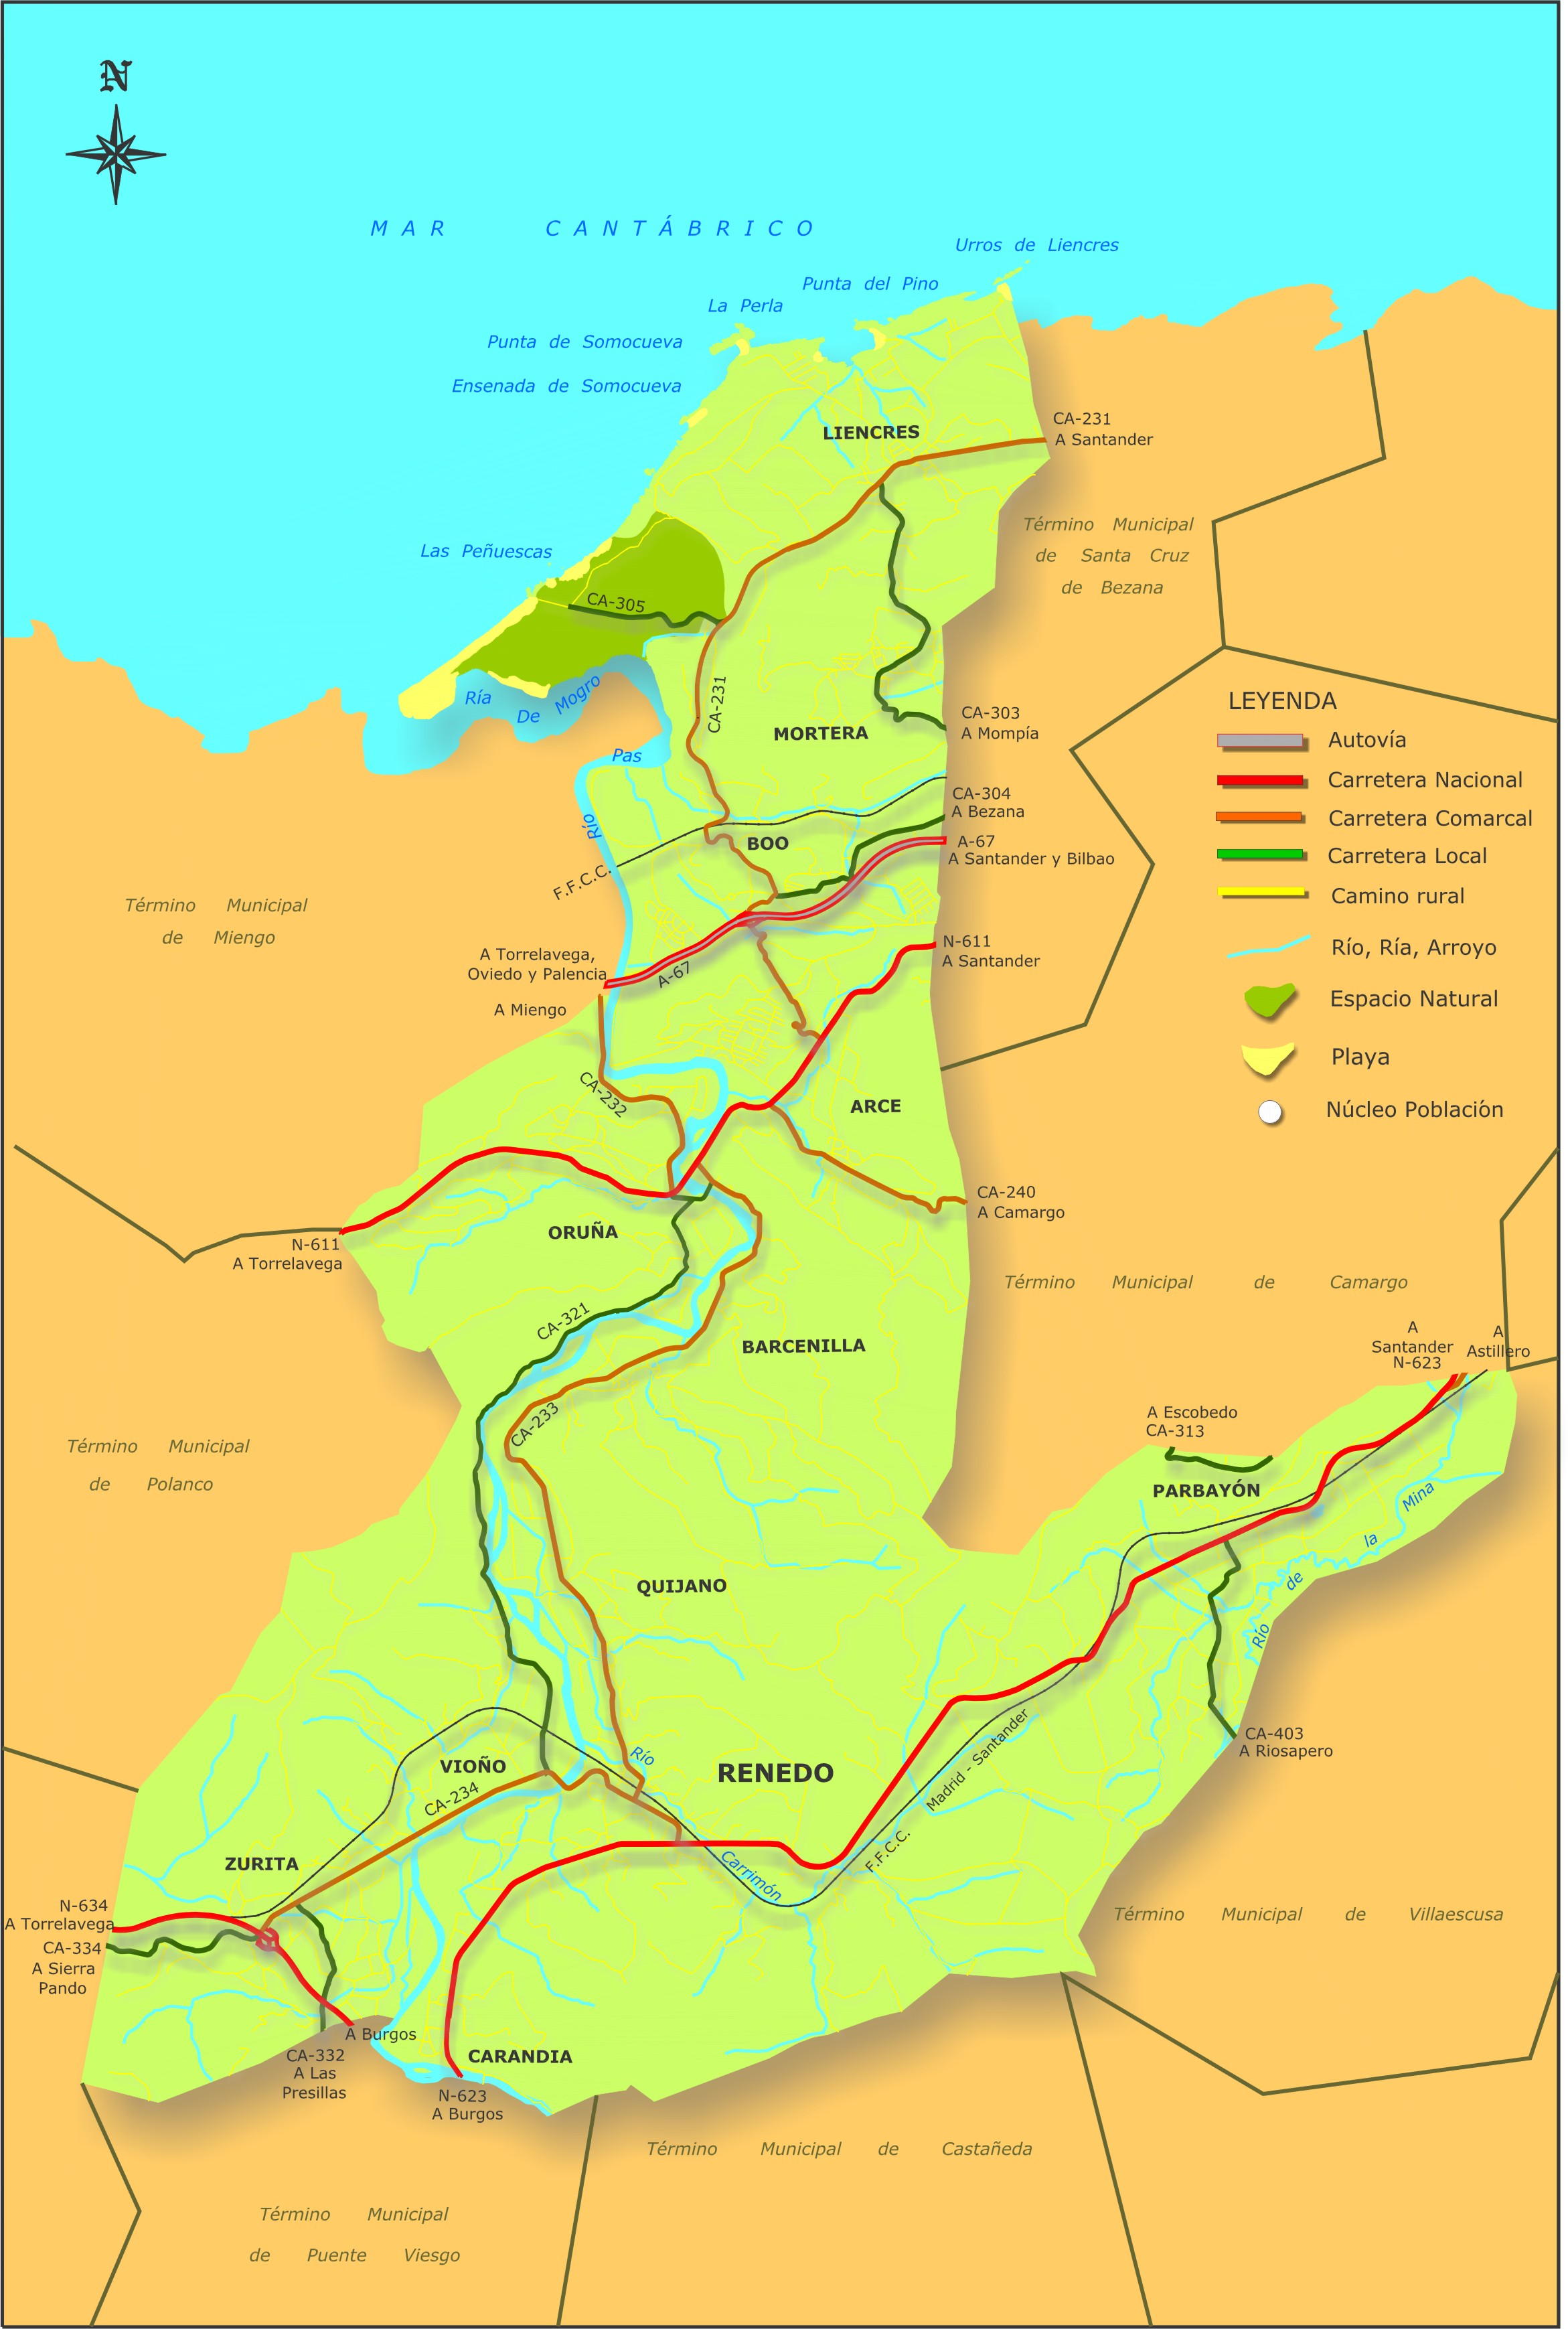 N
MAR CANTÁBRICO
Urros de Liencres
Punta del Pino
La Perla
Punta de Somocueva
Ensenada de Somocueva
LIENCRES
CA-231
A Santander
Término Municipal
de Santa Cruz
de Bezana
Las Peñuescas
CA-305
Ría
De
Mogro
CA-231
MORTERA
CA-303
A Mompía
LEYENDA
Autovía
Carretera Nacional
Carretera Comarcal
Carretera Local
Camino rural
Río, Ría, Arroyo
Espacio Natural
Playa
Núcleo Población
Pas
Río
CA-304
A Bezana
BOO
A-67
A Santander y Bilbao
F.F.C.C.
Término Municipal
de Miengo
N-611
A Santander
A Torrelavega,
Oviedo y Palencia
A-67
A Miengo
CA-232
ARCE
CA-240
A Camargo
ORUÑA
N-611
A Torrelavega
Término Municipal de Camargo
CA-321
BARCENILLA
A
Santander
N-623
A
Astillero
CA-233
A Escobedo
CA-313
Término Municipal
de Polanco
PARBAYÓN
Río
de
la
Mina
QUIJANO
CA-403
A Riosapero
Río
VIOÑO
RENEDO
Madrid - Santander
CA-234
F.F.C.C.
Carrimón
ZURITA
N-634
A Torrelavega
CA-334
A Sierra
Pando
Término Municipal de Villaescusa
A Burgos
CA-332
A Las
Presillas
CARANDIA
N-623
A Burgos
Término Municipal de Castañeda
Término Municipal
de Puente Viesgo